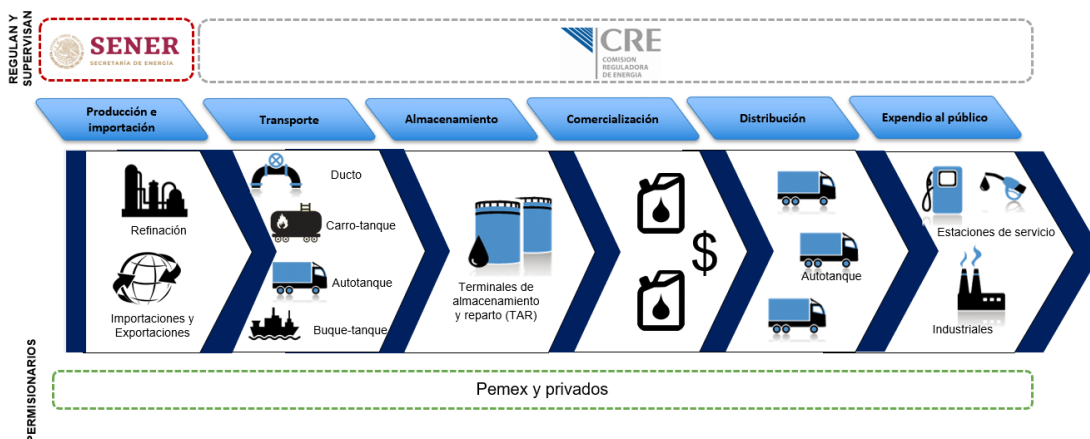 REGULAN Y
SUPERVISAN
SENER
SECRETARÍA DE ENERGÍA
CRE
COMISION
REGULADORA
DE ENERGIA
Producción e
importación
Transporte
Almacenamiento
Comercialización
Distribución
Expendio al público
Refinación
Importaciones y
Exportaciones
Ducto
Carro-tanque
Autotanque
Buque-tanque
Terminales de
almacenamiento
y reparto (TAR)
$
Autotanque
Estaciones de servicio
Industriales
PERMISIONARIOS
Pemex y privados